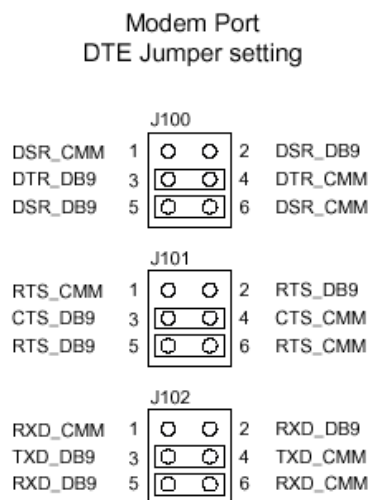 Modem Port
DTE Jumper setting
J100
DSR_CMM 1 2 DSR_DB9
DTR_DB9 3 4 DTR_CMM
DSR_DB9 5 6 DSR_CMM
J101
RTS_CMM 1 2 RTS_DB9
CTS_DB9 3 4 CTS_CMM
RTS_DB9 5 6 RTS_CMM
J102
RXD_CMM 1 2 RXD_DB9
TXD_DB9 3 4 TXD_CMM
RXD_DB9 5 6 RXD_CMM